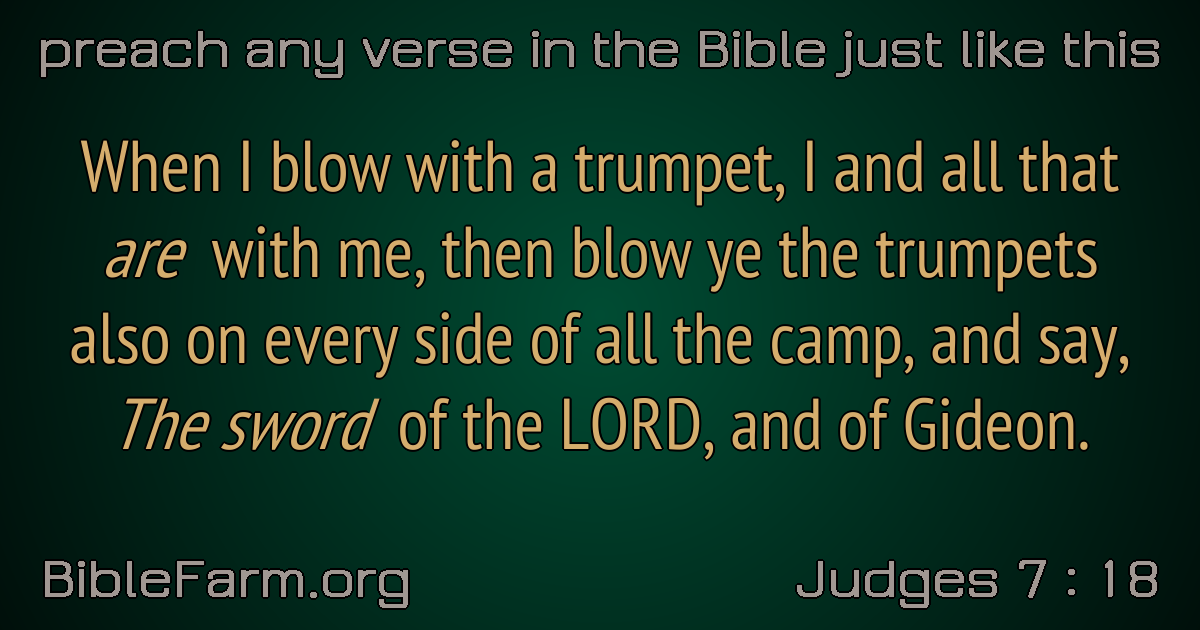 preach any verse in the Bible just like this
When I blow with a trumpet, I and all that
are with me, then blow ye the trumpets
also on every side of all the camp, and say,
The sword of the LORD, and of Gideon.
BibleFarm.org
Judges 7 : 18